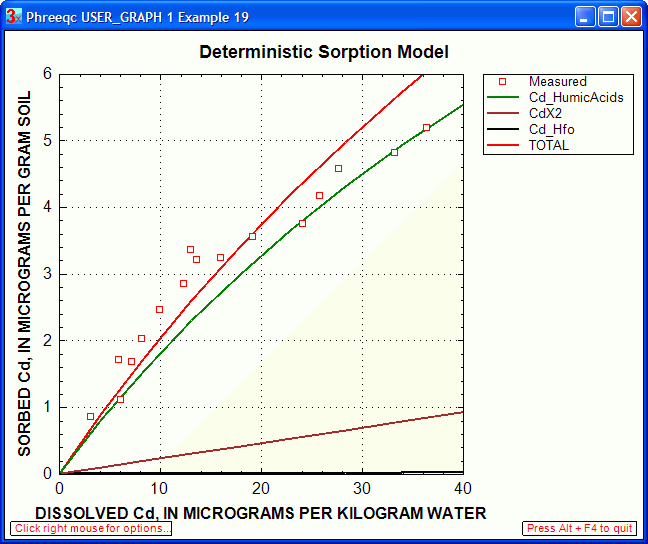 Phreeqc USER_GRAPH 1 Example 19
Deterministic Sorption Model
SORBED Cd, IN MICROGRAMS PER GRAM SOIL
6
5
4
3
2
1
0
0 10 20 30 40
DISSOLVED Cd, IN MICROGRAMS PER KILOGRAM WATER
Measured
Cd_HumicAcids
CdX2
Cd_Hfo
TOTAL
Click right mouse for options...
Press Alt + F4 to quit